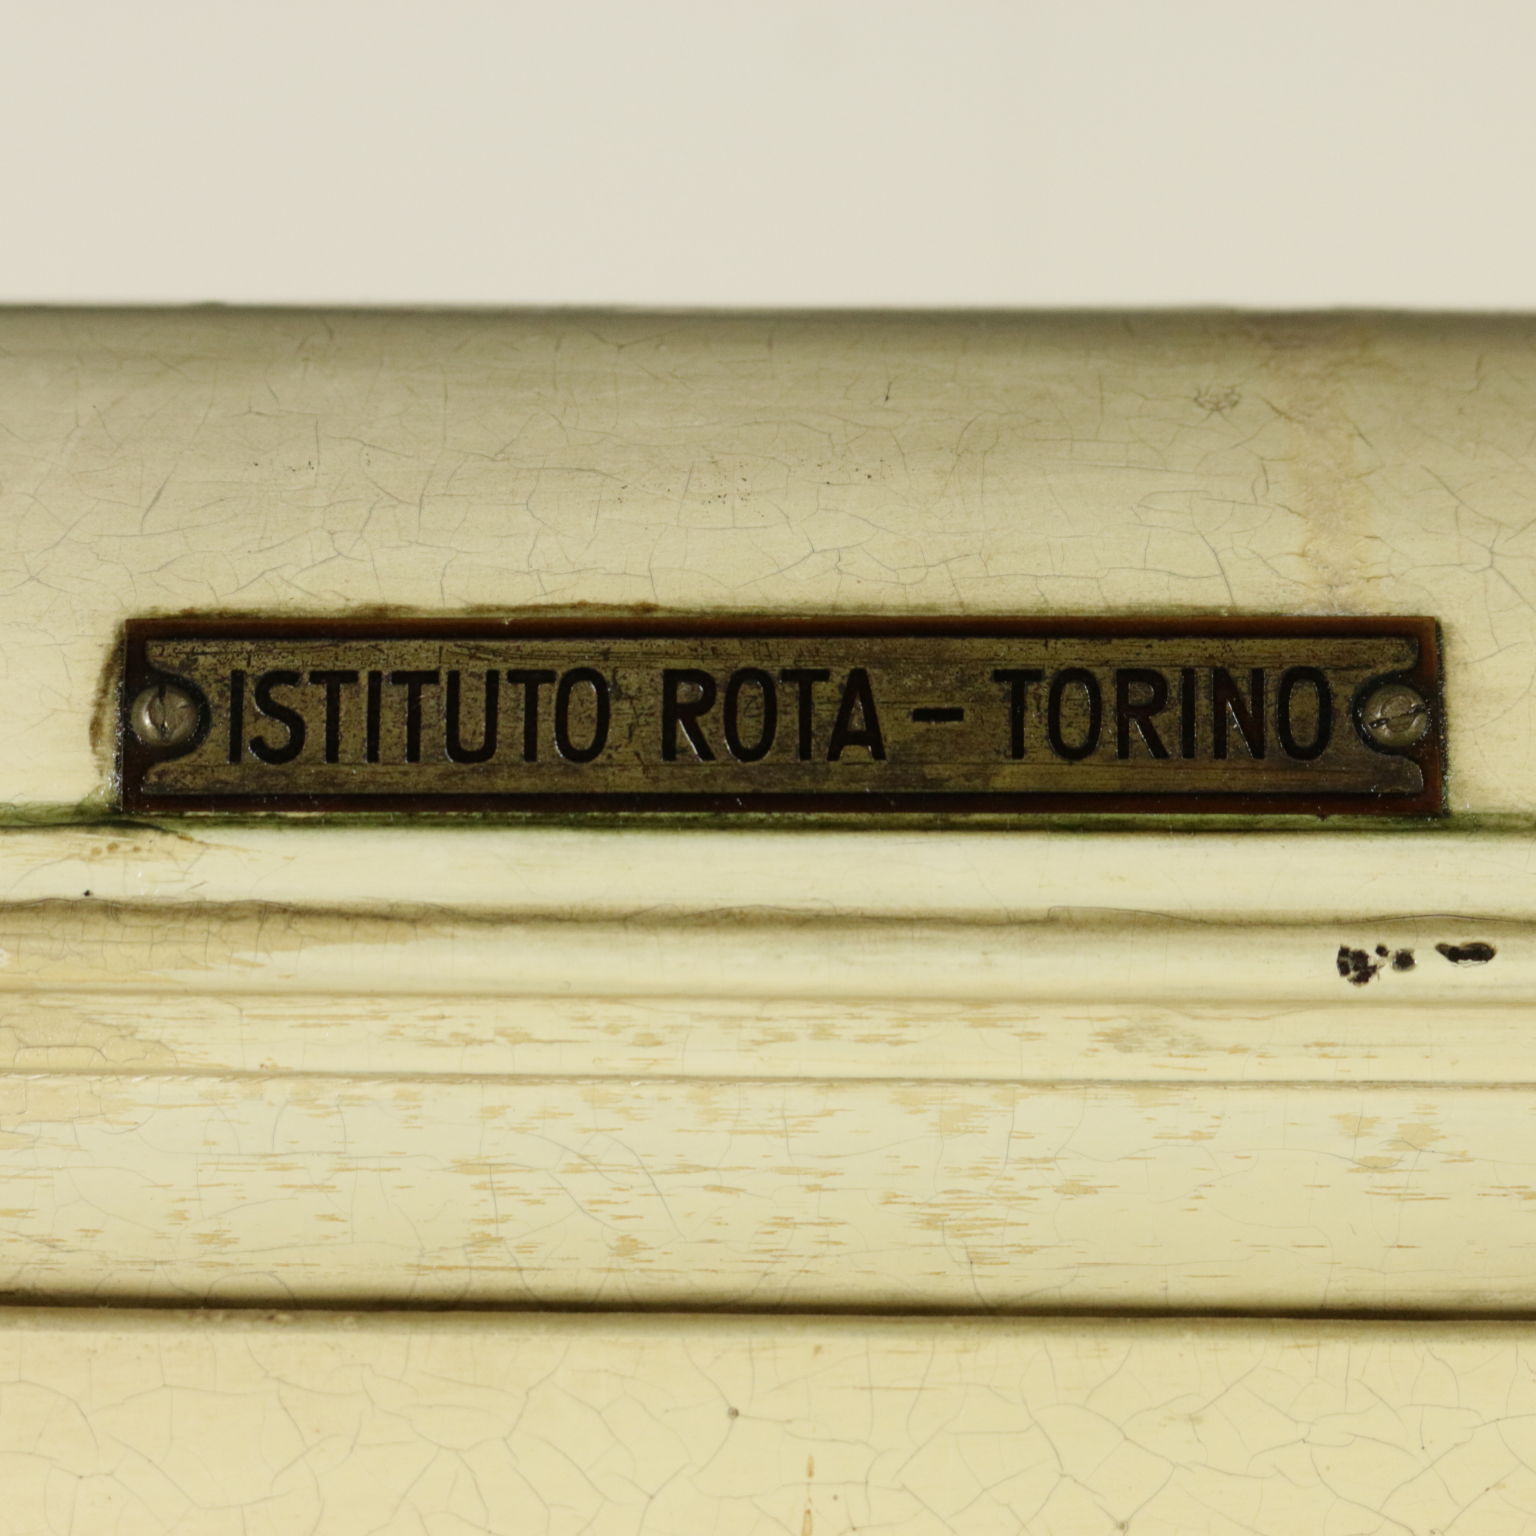 ISTITUTO ROTA - TORINO